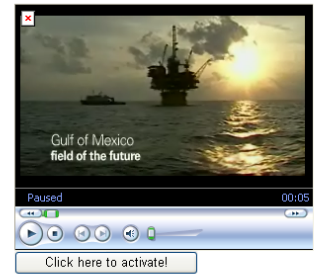 Gulf of Mexico
field of the future
Paused 00:05
Click here to activate!